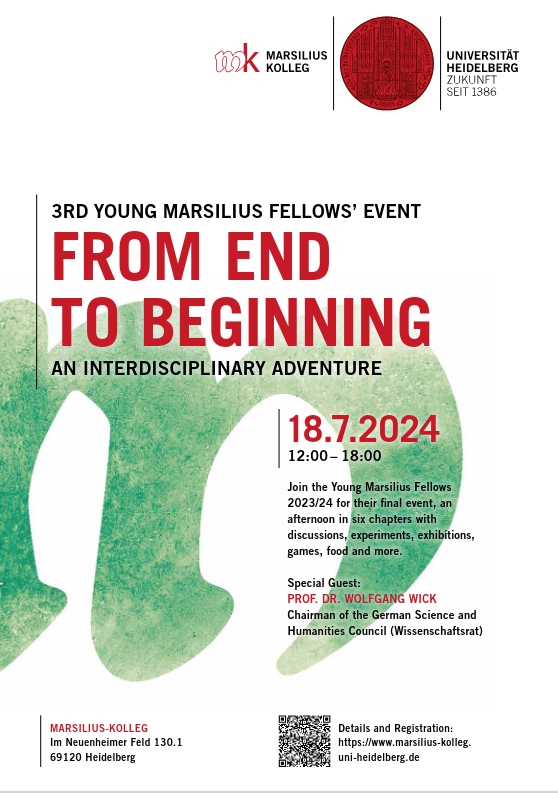 mk MARSILIUS
KOLLEG
UNIVERSITÄT
HEIDELBERG
ZUKUNFT
SEIT 1386
3RD YOUNG MARSILIUS FELLOWS’ EVENT
FROM END
TO BEGINNING
AN INTERDISCIPLINARY ADVENTURE
18.7.2024
12:00 – 18:00
Join the Young Marsilius Fellows
2023/24 for their final event, an
afternoon in six chapters with
discussions, experiments, exhibitions,
games, food and more.
Special Guest:
PROF. DR. WOLFGANG WICK
Chairman of the German Science and
Humanities Council (Wissenschaftsrat)
MARSILIUS-KOLLEG
Im Neuenheimer Feld 130.1
69120 Heidelberg
Details and Registration:
https://www.marsilius-kolleg.
uni-heidelberg.de